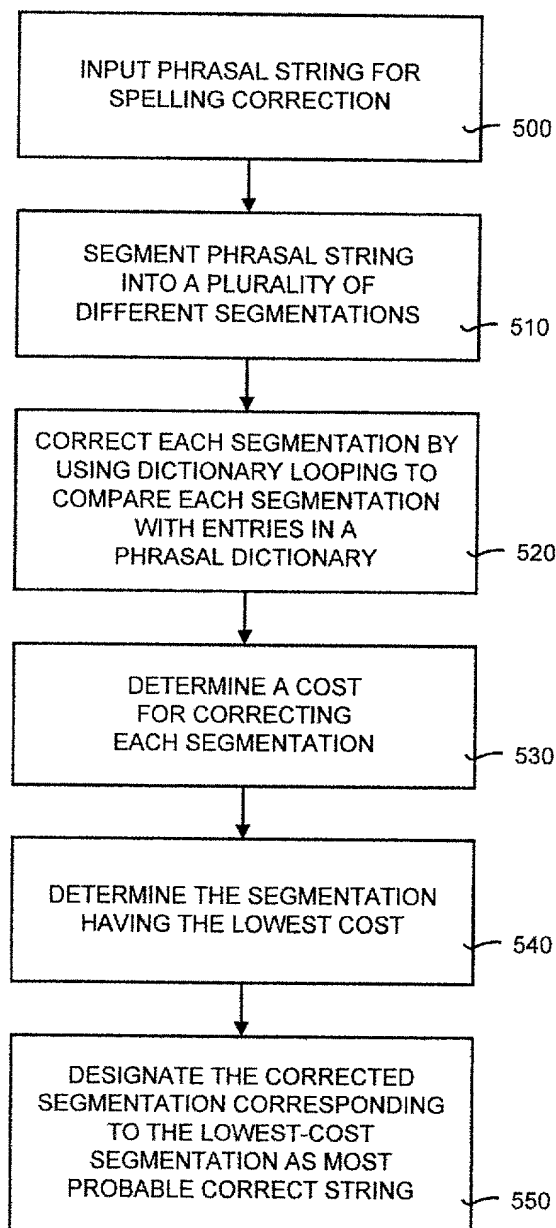 INPUT PHRASAL STRING FOR
SPELLING CORRECTION
500
SEGMENT PHRASAL STRING
INTO A PLURALITY OF
DIFFERENT SEGMENTATIONS
510
CORRECT EACH SEGMENTATION BY
USING DICTIONARY LOOPING TO
COMPARE EACH SEGMENTATION
WITH ENTRIES IN A
PHRASAL DICTIONARY
520
DETERMINE A COST
FOR CORRECTING
EACH SEGMENTATION
530
DETERMINE THE SEGMENTATION
HAVING THE LOWEST COST
540
DESIGNATE THE CORRECTED
SEGMENTATION CORRESPONDING
TO THE LOWEST-COST
SEGMENTATION AS MOST
PROBABLE CORRECT STRING
550